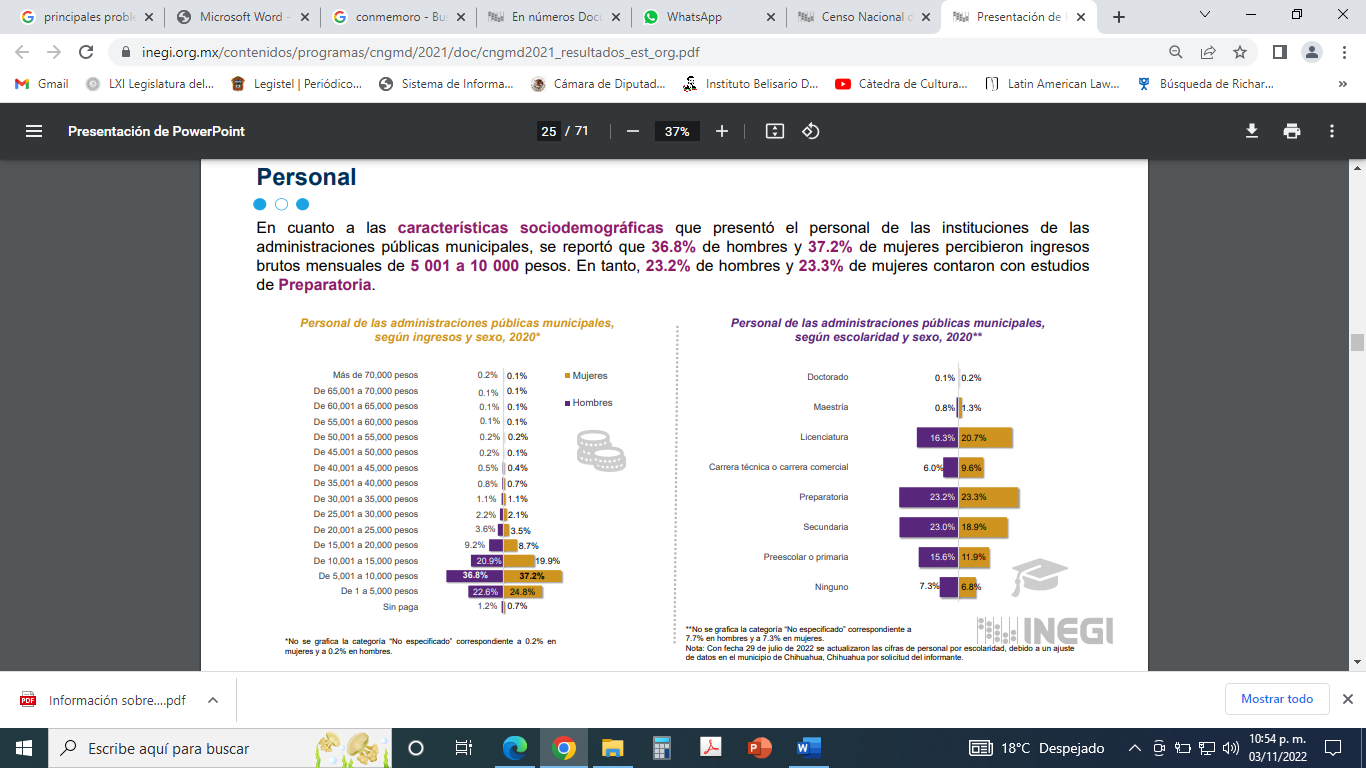 principales proble
Microsoft Word -
conmemoro - Bu
En números Docu
WhatsApp
Censo Nacional d
Presentación de
inegi.org.mx/contenidos/programas/cngmd/2021/doc/cngmd2021_resultados_est_org.pdf
Gmail
LXI Legislatura del...
Legistel | Periódico...
Sistema de Informa...
Cámara de Diputad...
Instituto Belisario D...
Càtedra de Cultura...
Latin American Law...
Búsqueda de Richar...
»
Presentación de PowerPoint
25 / 71
37%
Personal
En cuanto a las características sociodemográficas que presentó el personal de las instituciones de las
administraciones públicas municipales, se reportó que 36.8% de hombres y 37.2% de mujeres percibieron ingresos
brutos mensuales de 5 001 a 10 000 pesos. En tanto, 23.2% de hombres y 23.3% de mujeres contaron con estudios
de Preparatoria.
Personal de las administraciones públicas municipales,
según ingresos y sexo, 2020*
Más de 70,000 pesos 0.2% 0.1%
De 65,001 a 70,000 pesos 0.1% 0.1%
De 60,001 a 65,000 pesos 0.1% 0.1%
De 55,001 a 60,000 pesos 0.1% 0.1%
De 50,001 a 55,000 pesos 0.2% 0.2%
De 45,001 a 50,000 pesos 0.2% 0.1%
De 40,001 a 45,000 pesos 0.5% 0.4%
De 35,001 a 40,000 pesos 0.8% 0.7%
De 30,001 a 35,000 pesos 1.1% 1.1%
De 25,001 a 30,000 pesos 2.2% 2.1%
De 20,001 a 25,000 pesos 3.6% 3.5%
De 15,001 a 20,000 pesos 9.2% 8.7%
De 10,001 a 15,000 pesos 20.9% 19.9%
De 5,001 a 10,000 pesos 36.8% 37.2%
De 1 a 5,000 pesos 22.6% 24.8%
Sin paga 1.2% 0.7%
Mujeres
Hombres
*No se grafica la categoría “No especificado” correspondiente a 0.2% en
mujeres y a 0.2% en hombres.
Personal de las administraciones públicas municipales,
según escolaridad y sexo, 2020**
Doctorado 0.1% 0.2%
Maestría 0.8% 1.3%
Licenciatura 16.3% 20.7%
Carrera técnica o carrera comercial 6.0% 9.6%
Preparatoria 23.2% 23.3%
Secundaria 23.0% 18.9%
Preescolar o primaria 15.6% 11.9%
Ninguno 7.3% 6.8%
**No se grafica la categoría “No especificado” correspondiente a
7.7% en hombres y a 7.3% en mujeres.
Nota: Con fecha 29 de julio de 2022 se actualizaron las cifras de personal por escolaridad, debido a un ajuste
de datos en el municipio de Chihuahua, Chihuahua por solicitud del informante.
INEGI
PDF
Información sobre....pdf
Mostrar todo
Escribe aquí para buscar
18°C Despejado
10:54 p. m.
03/11/2022